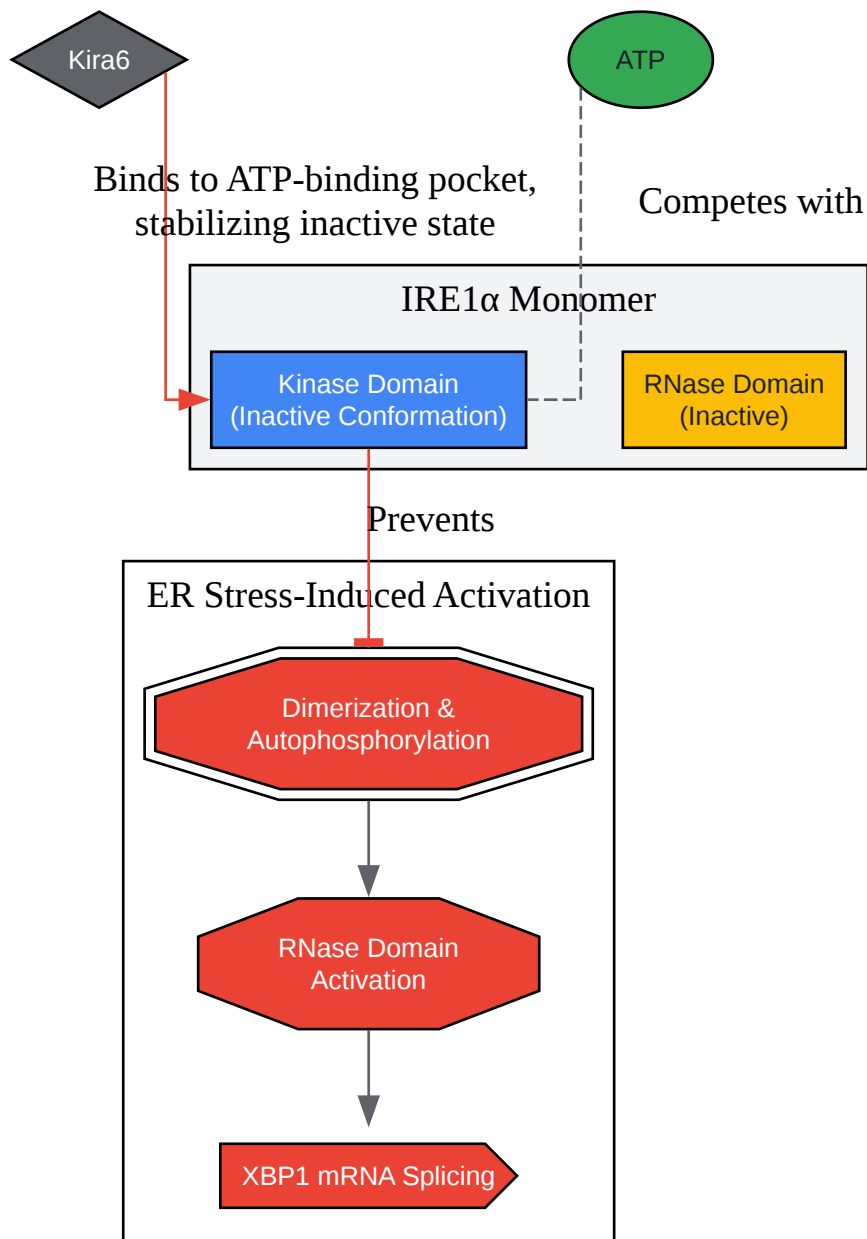 Kira6
ATP
Binds to ATP-binding pocket,
stabilizing inactive state
Competes with
IRE1α Monomer
Kinase Domain
(Inactive Conformation)
RNase Domain
(Inactive)
Prevents
ER Stress-Induced Activation
Dimerization &
Autophosphorylation
RNase Domain
Activation
XBP1 mRNA Splicing